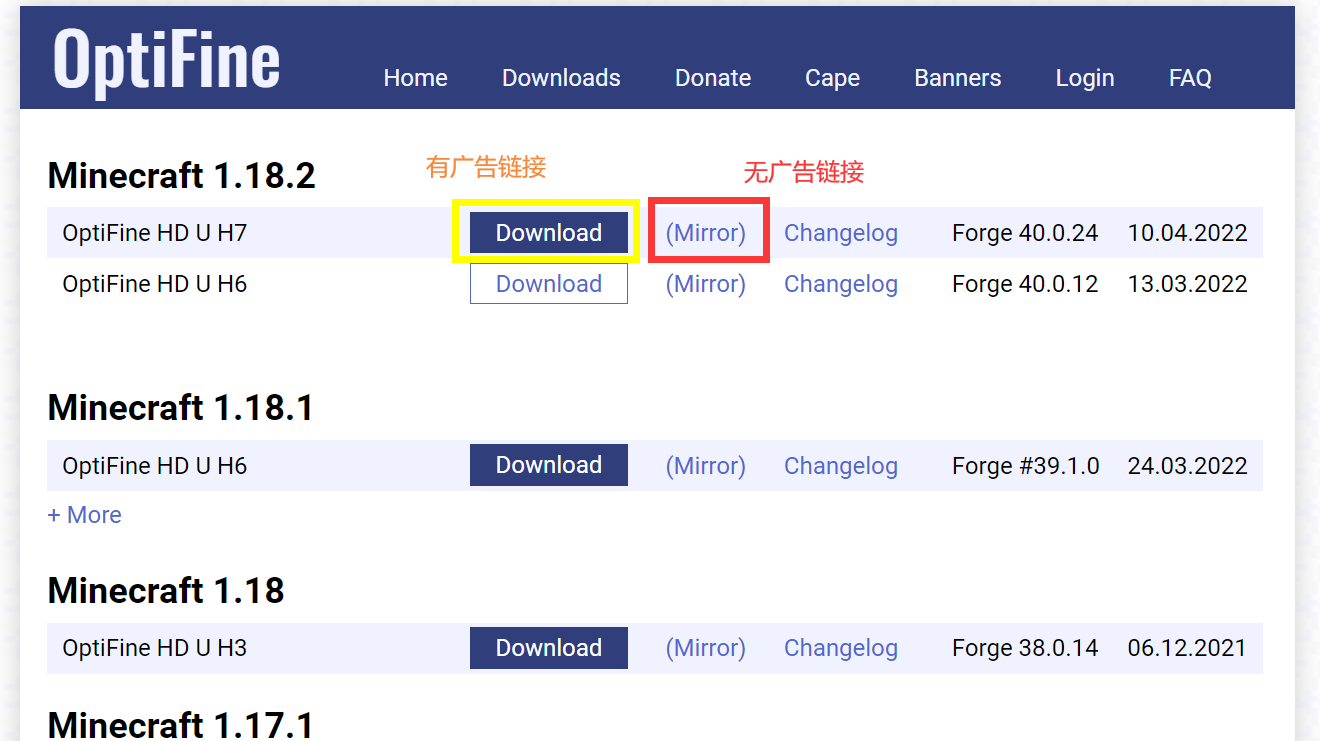 OptiFine Home Downloads Donate Cape Banners Login FAQ
有广告链接 无广告链接
Minecraft 1.18.2
OptiFine HD U H7 Download (Mirror) Changelog Forge 40.0.24 10.04.2022
OptiFine HD U H6 Download (Mirror) Changelog Forge 40.0.12 13.03.2022
Minecraft 1.18.1
OptiFine HD U H6 Download (Mirror) Changelog Forge #39.1.0 24.03.2022
+ More
Minecraft 1.18
OptiFine HD U H3 Download (Mirror) Changelog Forge 38.0.14 06.12.2021
Minecraft 1.17.1